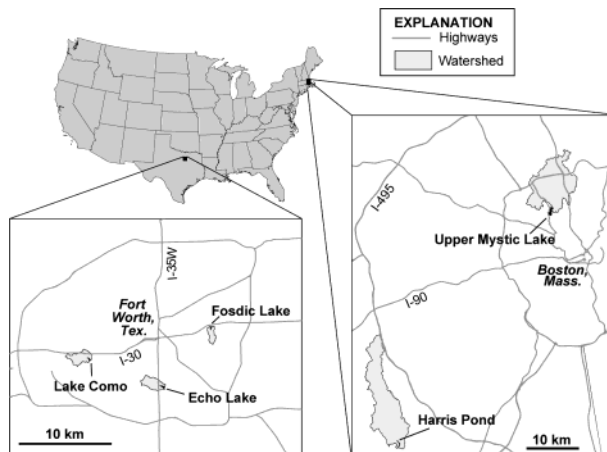 EXPLANATION
Highways
Watershed
I-495
Upper Mystic Lake
Boston,
Mass.
I-90
Harris Pond
10 km
I-35W
Fort
Worth,
Tex.
Fosdic Lake
I-30
Lake Como
Echo Lake
10 km